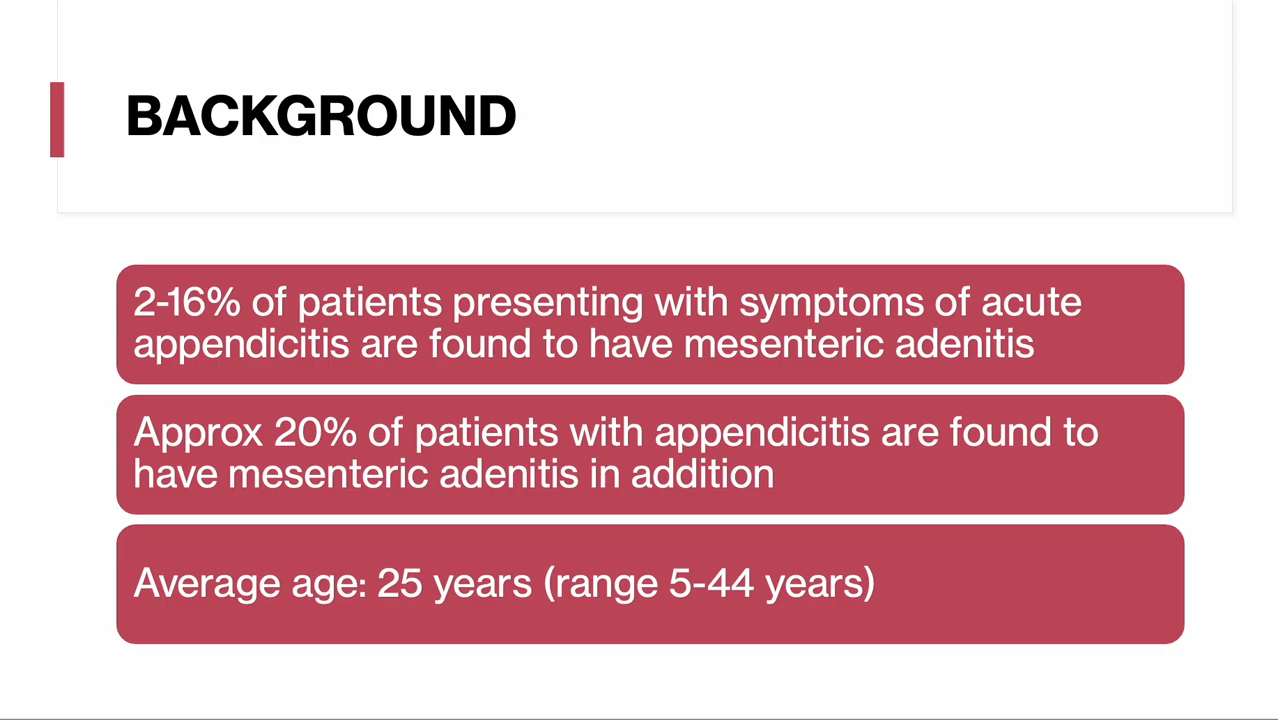 BACKGROUND
2-16% of patients presenting with symptoms of acute
appendicitis are found to have mesenteric adenitis
Approx 20% of patients with appendicitis are found to
have mesenteric adenitis in addition
Average age: 25 years (range 5-44 years)